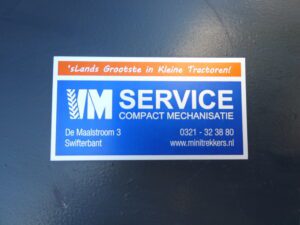 'sLands Grootste in Kleine Tractoren!
VM SERVICE
COMPACT MECHANISATIE
De Maalstroom 3 0321 - 32 38 80
Swifterbant www.minitrekkers.nl